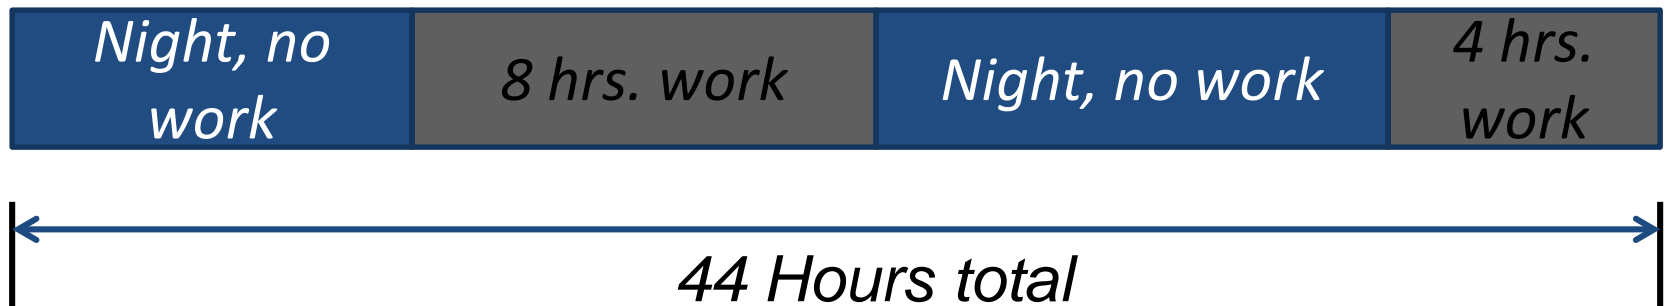 Night, no
work
8 hrs. work
Night, no work
4 hrs.
work
44 Hours total